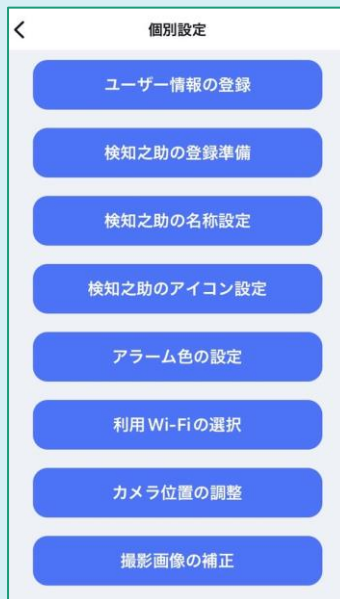 個別設定
ユーザー情報の登録
検知之助の登録準備
検知之助の名称設定
検知之助のアイコン設定
アラーム色の設定
利用Wi-Fiの選択
カメラ位置の調整
撮影画像の補正